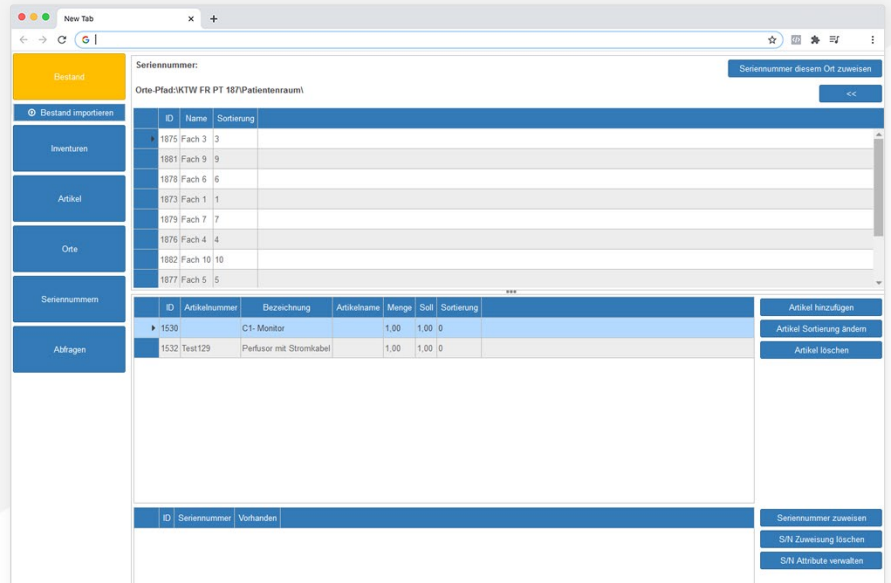 New Tab
Bestand
Bestand importieren
Inventuren
Artikel
Orte
Seriennummern
Abfragen
Seriennummer:
Seriennummer diesem Ort zuweisen
Orte-Pfad:\KTW FR PT 187\Patientenraum\
<<
ID Name Sortierung
1875 Fach 3 3
1881 Fach 9 9
1878 Fach 6 6
1873 Fach 1 1
1879 Fach 7 7
1876 Fach 4 4
1882 Fach 10 10
1877 Fach 5 5
ID Artikelnummer Bezeichnung Artikelname Menge Soll Sortierung
1530 C1- Monitor 1,00 1,00 0
1532 Test129 Perfusor mit Stromkabel 1,00 1,00 0
Artikel hinzufügen
Artikel Sortierung ändern
Artikel löschen
ID Seriennummer Vorhanden
Seriennummer zuweisen
S/N Zuweisung löschen
S/N Attribute verwalten